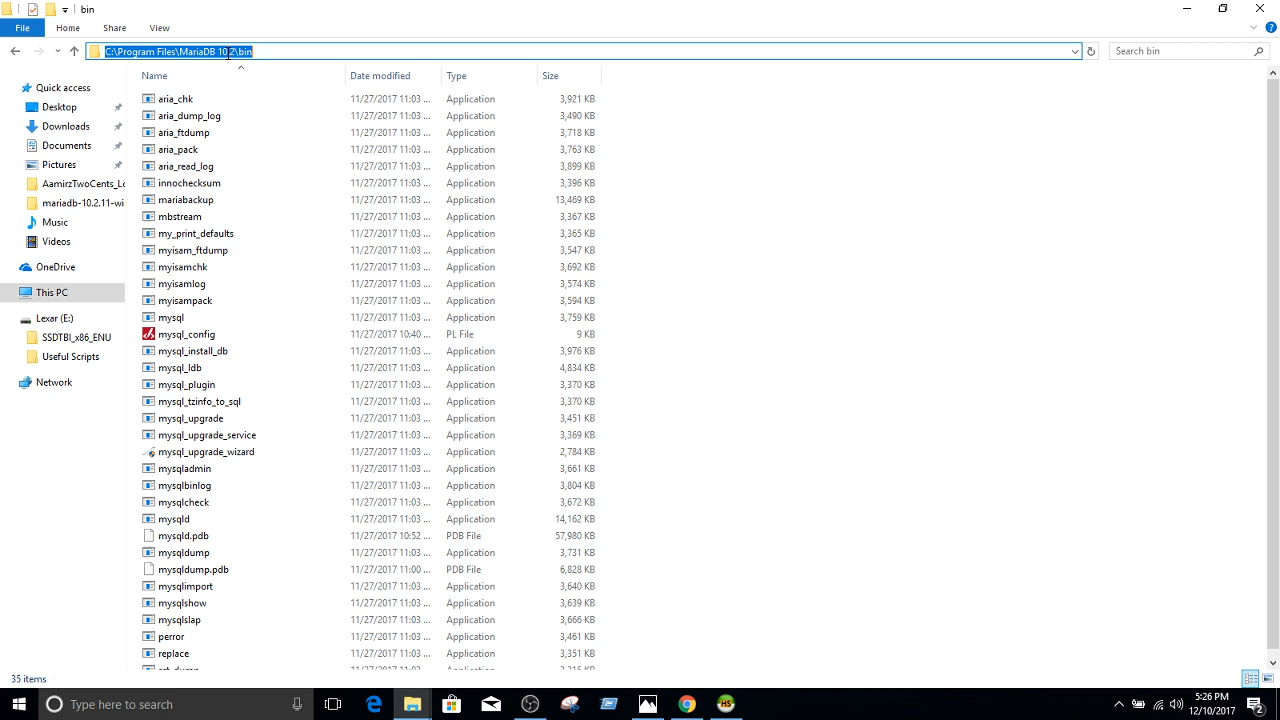 bin
File Home Share View
C:\Program Files\MariaDB 10.2\bin
Search bin
Name Date modified Type Size
Quick access
Desktop
Downloads
Documents
Pictures
AamirzTwoCents_Lo
mariadb-10.2.11-wi
Music
Videos
OneDrive
This PC
Lexar (E:)
SSDTBI_x86_ENU
Useful Scripts
Network
aria_chk 11/27/2017 11:03 ... Application 3,921 KB
aria_dump_log 11/27/2017 11:03 ... Application 3,490 KB
aria_ftdump 11/27/2017 11:03 ... Application 3,718 KB
aria_pack 11/27/2017 11:03 ... Application 3,763 KB
aria_read_log 11/27/2017 11:03 ... Application 3,899 KB
innochecksum 11/27/2017 11:03 ... Application 3,396 KB
mariabackup 11/27/2017 11:03 ... Application 13,469 KB
mbstream 11/27/2017 11:03 ... Application 3,367 KB
my_print_defaults 11/27/2017 11:03 ... Application 3,365 KB
myisam_ftdump 11/27/2017 11:03 ... Application 3,547 KB
myisamchk 11/27/2017 11:03 ... Application 3,692 KB
myisamlog 11/27/2017 11:03 ... Application 3,574 KB
myisampack 11/27/2017 11:03 ... Application 3,594 KB
mysql 11/27/2017 11:03 ... Application 3,759 KB
mysql_config 11/27/2017 10:40 ... PL File 9 KB
mysql_install_db 11/27/2017 11:03 ... Application 3,976 KB
mysql_ldb 11/27/2017 11:03 ... Application 4,834 KB
mysql_plugin 11/27/2017 11:03 ... Application 3,370 KB
mysql_tzinfo_to_sql 11/27/2017 11:03 ... Application 3,370 KB
mysql_upgrade 11/27/2017 11:03 ... Application 3,451 KB
mysql_upgrade_service 11/27/2017 11:03 ... Application 3,369 KB
mysql_upgrade_wizard 11/27/2017 11:03 ... Application 2,784 KB
mysqladmin 11/27/2017 11:03 ... Application 3,661 KB
mysqlbinlog 11/27/2017 11:03 ... Application 3,804 KB
mysqlcheck 11/27/2017 11:03 ... Application 3,672 KB
mysqld 11/27/2017 11:03 ... Application 14,162 KB
mysqld.pdb 11/27/2017 10:52 ... PDB File 57,980 KB
mysqldump 11/27/2017 11:03 ... Application 3,731 KB
mysqldump.pdb 11/27/2017 11:00 ... PDB File 6,828 KB
mysqlimport 11/27/2017 11:03 ... Application 3,640 KB
mysqlshow 11/27/2017 11:03 ... Application 3,639 KB
mysqlslap 11/27/2017 11:03 ... Application 3,666 KB
perror 11/27/2017 11:03 ... Application 3,461 KB
replace 11/27/2017 11:03 ... Application 3,351 KB
35 items
Type here to search
HS
5:26 PM
12/10/2017
2